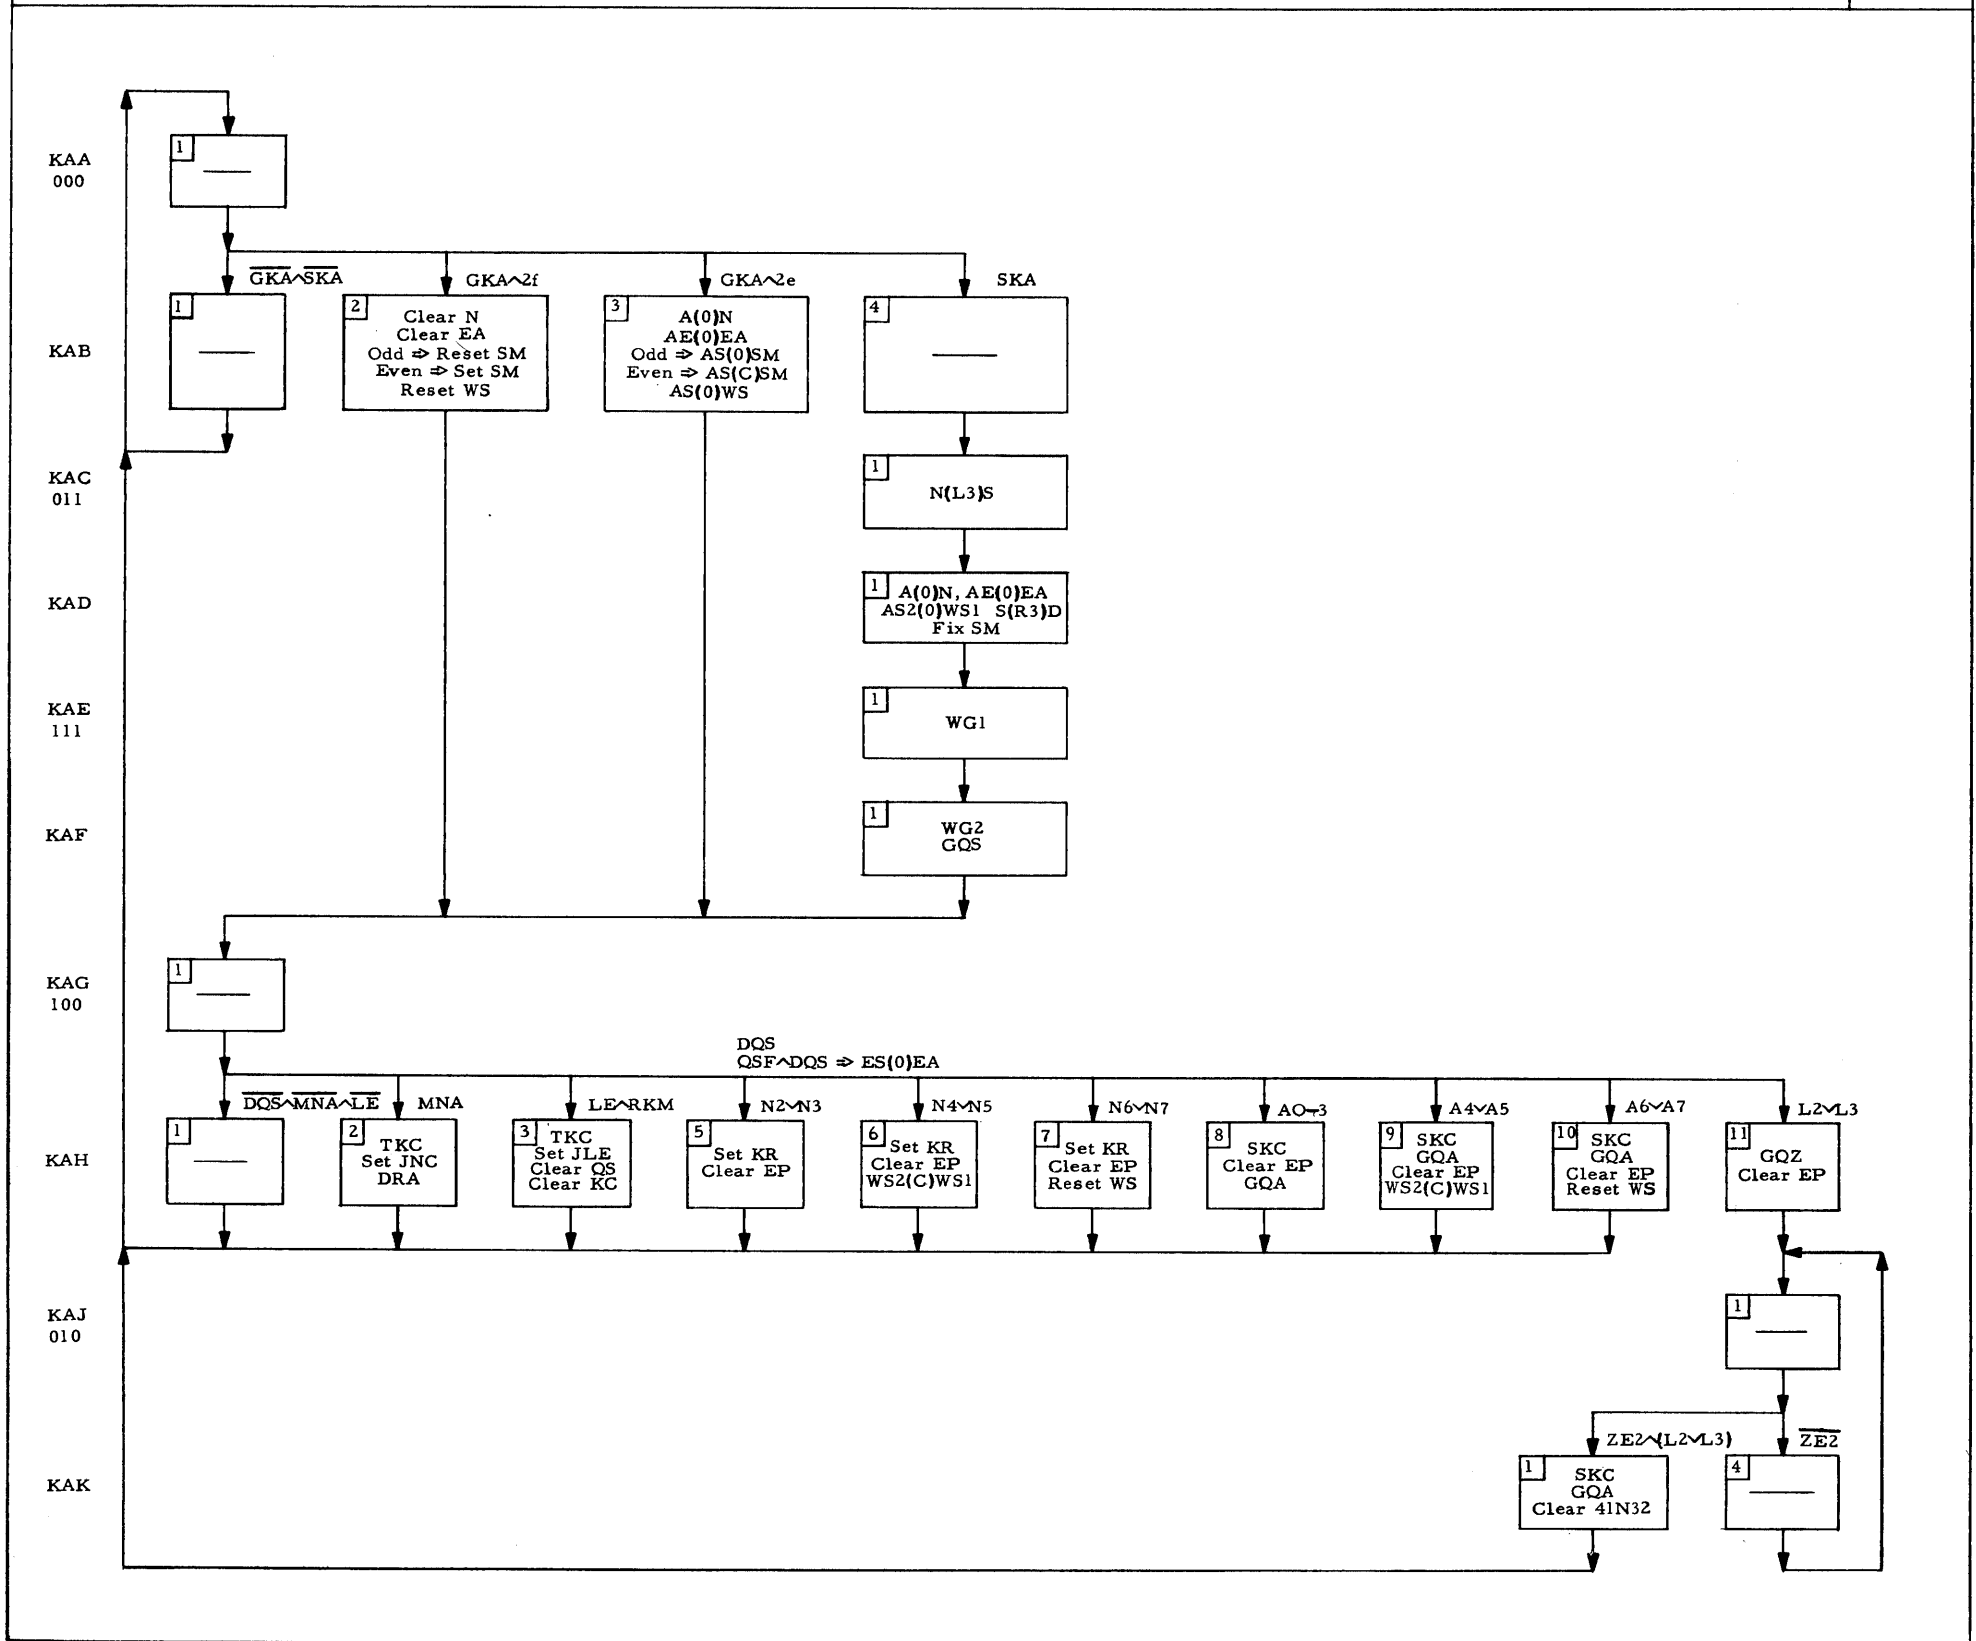 KAA
000
1
KAB
GKA∧SKA
1
GKA∧2f
2
Clear N
Clear EA
Odd ⇒ Reset SM
Even ⇒ Set SM
Reset WS
GKA∧2e
3
A(0)N
AE(0)EA
Odd ⇒ AS(0)SM
Even ⇒ AS(C)SM
AS(0)WS
SKA
4
KAC
011
1
N(L3)S
KAD
1
A(0)N, AE(0)EA
AS2(0)WS1 S(R3)D
Fix SM
KAE
111
1
WG1
KAF
1
WG2
GQS
KAG
100
1
DQS
QSF∧DQS ⇒ ES(0)EA
KAH
DQS∧MNA∧LE
1
MNA
2
TKC
Set JNC
DRA
LE∧RKM
3
TKC
Set JLE
Clear QS
Clear KC
N2∨N3
5
Set KR
Clear EP
N4∨N5
6
Set KR
Clear EP
WS2(C)WS1
N6∨N7
7
Set KR
Clear EP
Reset WS
AO→3
8
SKC
Clear EP
GQA
A4∨A5
9
SKC
GQA
Clear EP
WS2(C)WS1
A6∨A7
10
SKC
GQA
Clear EP
Reset WS
L2∨L3
11
GQZ
Clear EP
KAJ
010
1
KAK
ZE2∧(L2∨L3)
1
SKC
GQA
Clear 41N32
ZE2
4